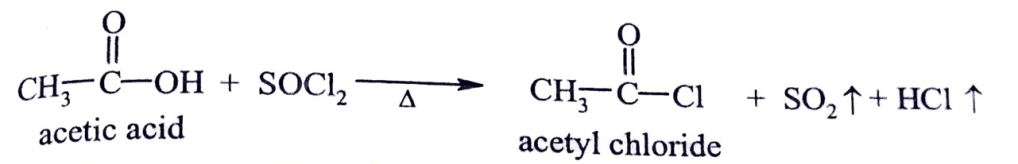 O
||
CH₃—C—OH + SOCl₂ —Δ→
acetic acid
O
||
CH₃—C—Cl + SO₂↑ + HCl ↑
acetyl chloride